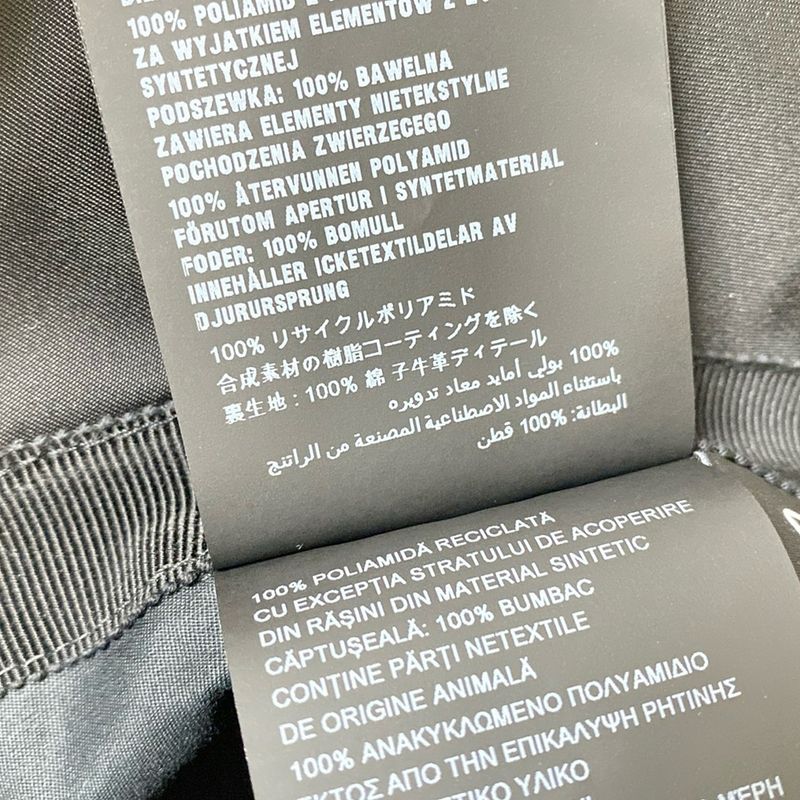 100% POLIAMID Z
ZA WYJATKIEM ELEMENTÓW Z
SYNTETYCZNEJ
PODSZEWKA: 100% BAWELNA
ZAWIERA ELEMENTY NIETEKSTYLNE
POCHODZENIA ZWIERZECEGO
100% ÅTERVUNNEN POLYAMID
FÖRUTOM APERTUR I SYNTETMATERIAL
FODER: 100% BOMULL
INNEHÅLLER ICKETEXTILDELAR AV
DJURURSPRUNG
100% リサイクルポリアミド
合成素材の樹脂コーティングを除く
裏生地 : 100% 綿 子牛革ディテール
100% بولي أمايد معاد تدويره
باستثناء المواد الاصطناعية المصنعة من الراتنج
البطانة: 100% قطن
100% POLIAMIDĂ RECICLATĂ
CU EXCEPTIA STRATULUI DE ACOPERIRE
DIN RĂȘINI DIN MATERIAL SINTETIC
CĂPTUȘEALĂ: 100% BUMBAC
CONȚINE PĂRȚI NETEXTILE
DE ORIGINE ANIMALĂ
100% ΑΝΑΚΥΚΛΩΜΕΝΟ ΠΟΛΥΑΜΙΔΙΟ
ΕΚΤΟΣ ΑΠΟ ΤΗΝ ΕΠΙΚΑΛΥΨΗ ΡΗΤΙΝΗΣ
ΥΛΙΚΟ
ΜΈΡΗ